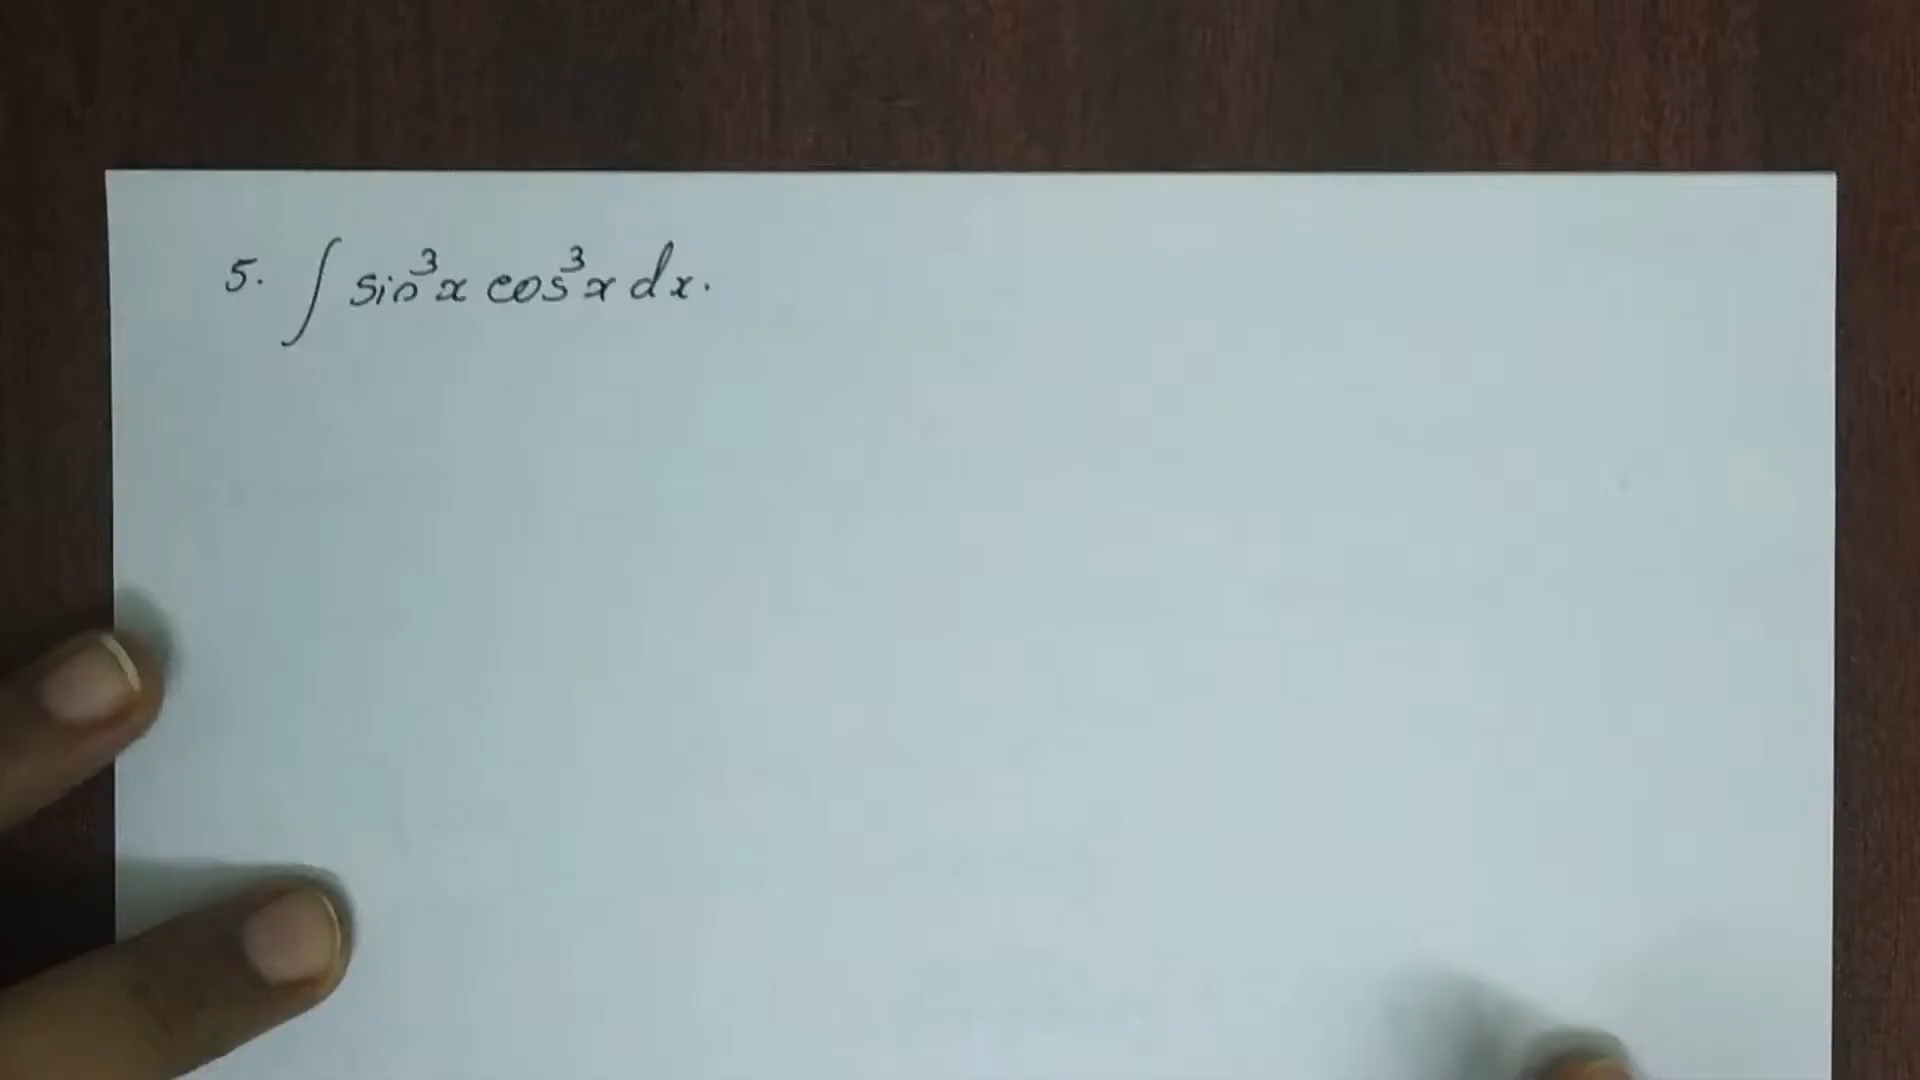 5. ∫ sin³x cos³x dx.